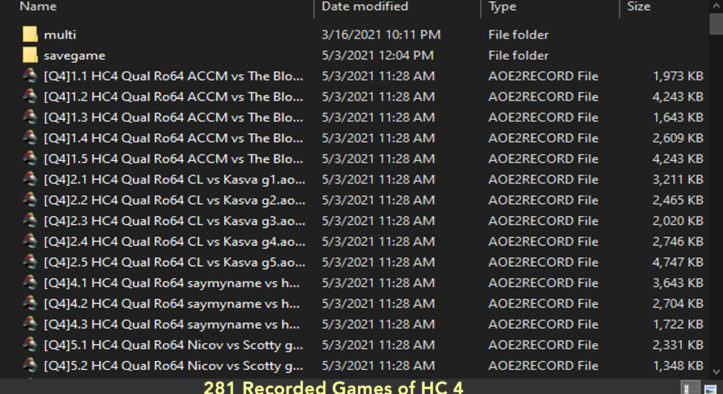 Name Date modified Type Size
multi 3/16/2021 10:11 PM File folder
savegame 5/3/2021 12:04 PM File folder
[Q4]1.1 HC4 Qual Ro64 ACCM vs The Blo... 5/3/2021 11:28 AM AOE2RECORD File 1,973 KB
[Q4]1.2 HC4 Qual Ro64 ACCM vs The Blo... 5/3/2021 11:28 AM AOE2RECORD File 4,243 KB
[Q4]1.3 HC4 Qual Ro64 ACCM vs The Blo... 5/3/2021 11:28 AM AOE2RECORD File 1,643 KB
[Q4]1.4 HC4 Qual Ro64 ACCM vs The Blo... 5/3/2021 11:28 AM AOE2RECORD File 2,609 KB
[Q4]1.5 HC4 Qual Ro64 ACCM vs The Blo... 5/3/2021 11:28 AM AOE2RECORD File 4,243 KB
[Q4]2.1 HC4 Qual Ro64 CL vs Kasva g1.ao... 5/3/2021 11:28 AM AOE2RECORD File 3,211 KB
[Q4]2.2 HC4 Qual Ro64 CL vs Kasva g2.ao... 5/3/2021 11:28 AM AOE2RECORD File 2,465 KB
[Q4]2.3 HC4 Qual Ro64 CL vs Kasva g3.ao... 5/3/2021 11:28 AM AOE2RECORD File 2,020 KB
[Q4]2.4 HC4 Qual Ro64 CL vs Kasva g4.ao... 5/3/2021 11:28 AM AOE2RECORD File 2,746 KB
[Q4]2.5 HC4 Qual Ro64 CL vs Kasva g5.ao... 5/3/2021 11:28 AM AOE2RECORD File 4,747 KB
[Q4]4.1 HC4 Qual Ro64 saymyname vs h... 5/3/2021 11:28 AM AOE2RECORD File 3,643 KB
[Q4]4.2 HC4 Qual Ro64 saymyname vs h... 5/3/2021 11:28 AM AOE2RECORD File 2,704 KB
[Q4]4.3 HC4 Qual Ro64 saymyname vs h... 5/3/2021 11:28 AM AOE2RECORD File 1,722 KB
[Q4]5.1 HC4 Qual Ro64 Nicov vs Scotty g... 5/3/2021 11:28 AM AOE2RECORD File 2,331 KB
[Q4]5.2 HC4 Qual Ro64 Nicov vs Scotty g... 5/3/2021 11:28 AM AOE2RECORD File 1,348 KB
281 Recorded Games of HC 4